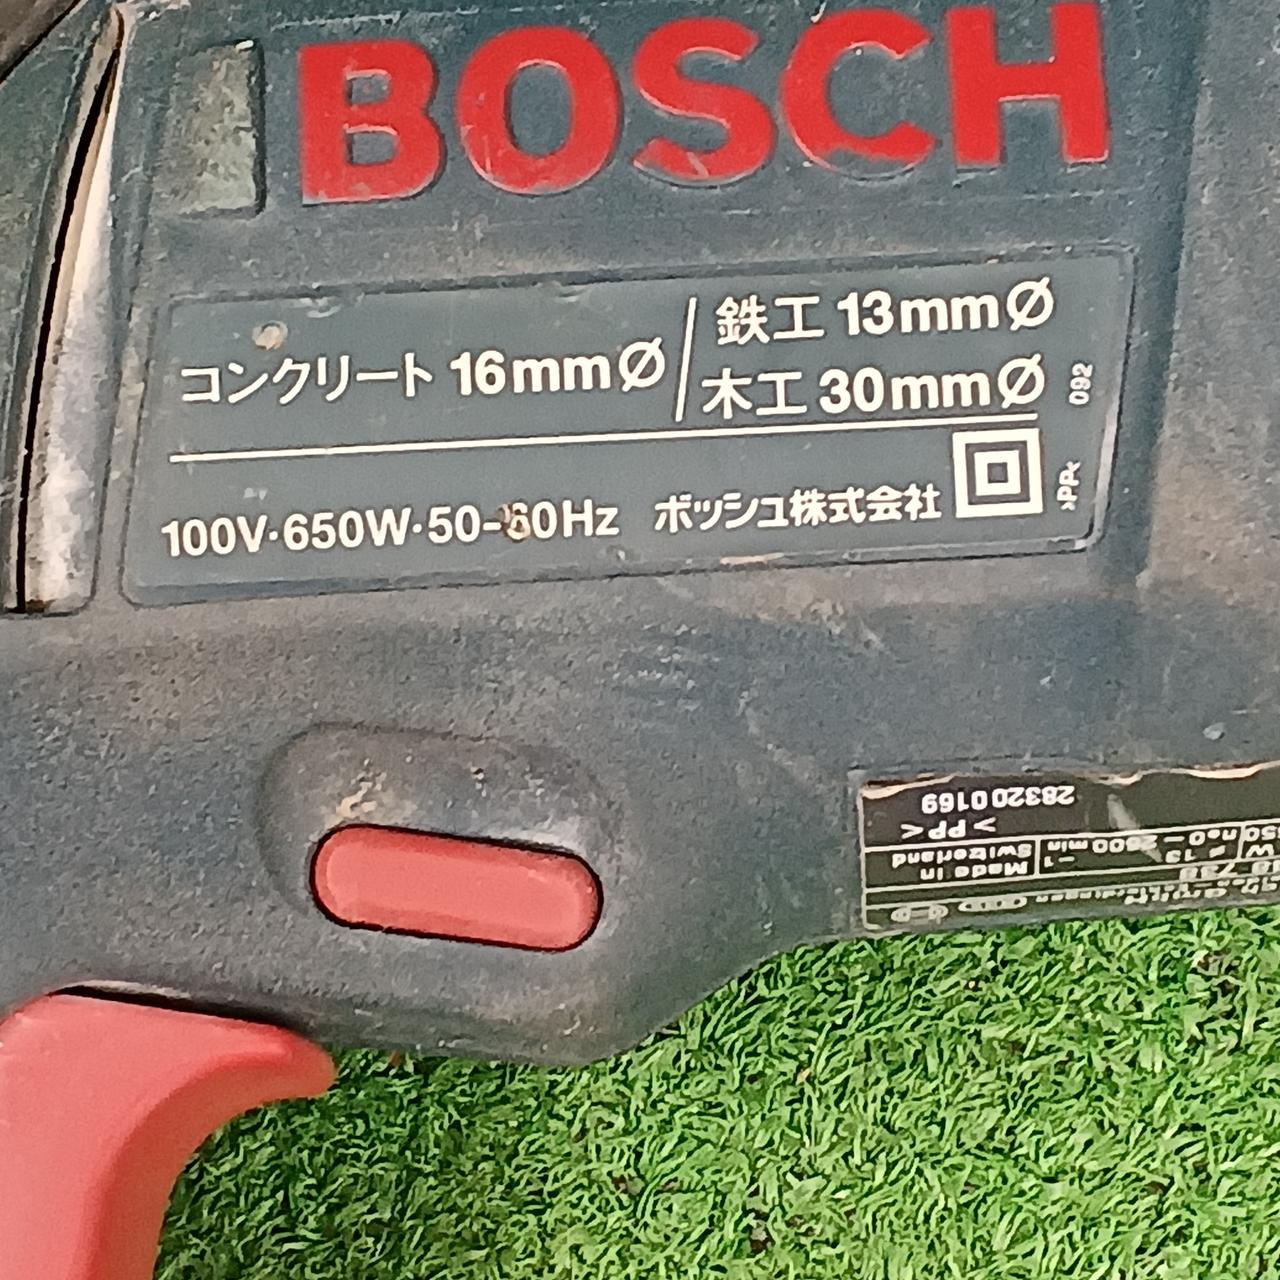 BOSCH
コンクリート 16mmØ / 鉄工 13mmØ
木工 30mmØ
092
100V・650W・50-60Hz ボッシュ株式会社
>PP<
283200169
>PP<
Made in
Switzerland